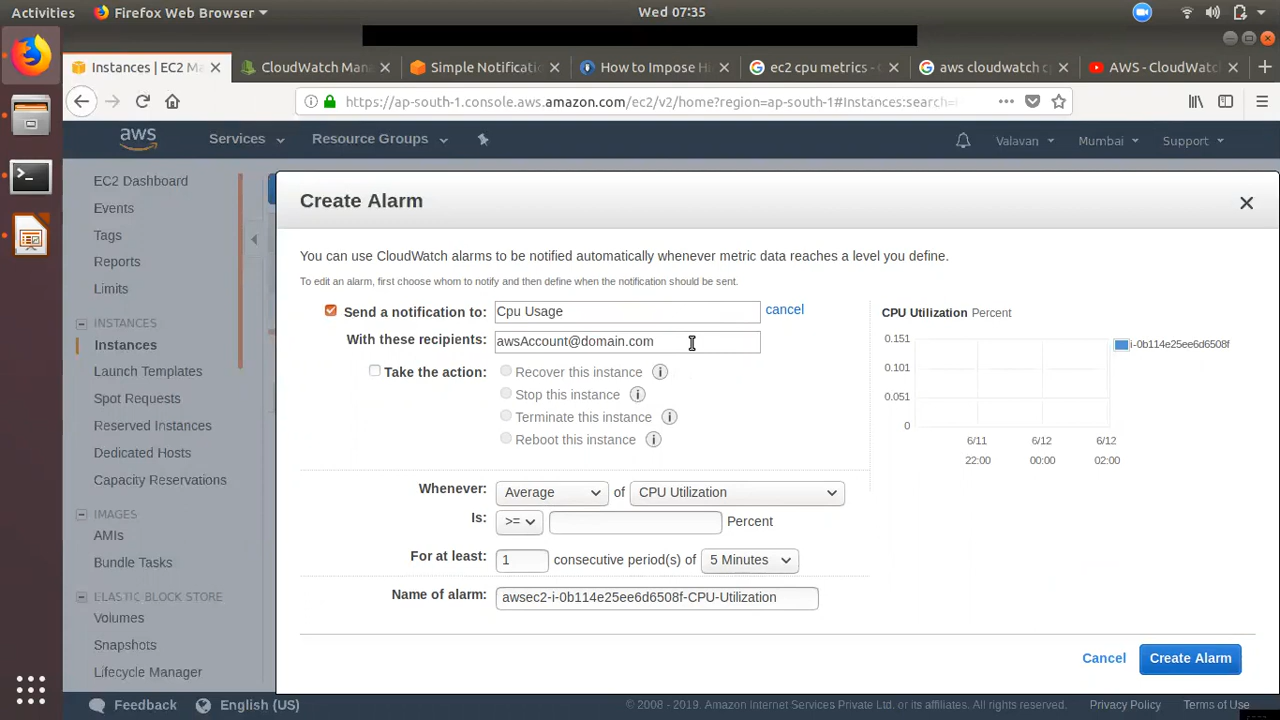 Activities
Firefox Web Browser
Wed 07:35
Instances | EC2 Ma
CloudWatch Man
Simple Notificatio
How to Impose Hi
ec2 cpu metrics - G
aws cloudwatch cp
AWS - CloudWatch
https://ap-south-1.console.aws.amazon.com/ec2/v2/home?region=ap-south-1#Instances:search=i
aws
Services
Resource Groups
Valavan
Mumbai
Support
EC2 Dashboard
Events
Tags
Reports
Limits
INSTANCES
Instances
Launch Templates
Spot Requests
Reserved Instances
Dedicated Hosts
Capacity Reservations
IMAGES
AMIs
Bundle Tasks
ELASTIC BLOCK STORE
Volumes
Snapshots
Lifecycle Manager
Create Alarm
You can use CloudWatch alarms to be notified automatically whenever metric data reaches a level you define.
To edit an alarm, first choose whom to notify and then define when the notification should be sent.
Send a notification to: Cpu Usage cancel
With these recipients: awsAccount@domain.com
Take the action: Recover this instance i
Stop this instance i
Terminate this instance i
Reboot this instance i
Whenever: Average of CPU Utilization
Is: >= Percent
For at least: 1 consecutive period(s) of 5 Minutes
Name of alarm: awsec2-i-0b114e25ee6d6508f-CPU-Utilization
CPU Utilization Percent
0.151
0.101
0.051
0
6/11 6/12 6/12
22:00 00:00 02:00
i-0b114e25ee6d6508f
Cancel
Create Alarm
Feedback
English (US)
© 2008 - 2019, Amazon Internet Services Private Ltd. or its affiliates. All rights reserved.
Privacy Policy
Terms of Use